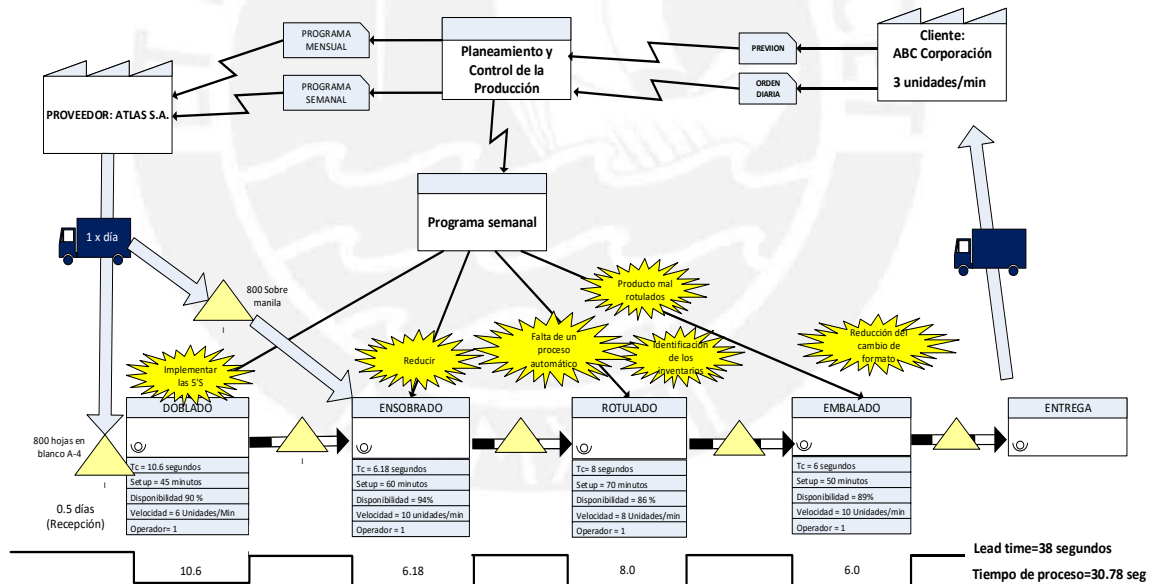 PROGRAMA
MENSUAL
PROGRAMA
SEMANAL
Planeamiento y
Control de la
Producción
PREVIION
ORDEN
DIARIA
Cliente:
ABC Corporación
3 unidades/min
PROVEEDOR: ATLAS S.A.
1 x día
Programa semanal
800 Sobre
manila
I
Implementar
las 5'S
Reducir
Falta de un
proceso
automático
Producto mal
rotulados
Identificación
de los
inventarios
Reducción del
cambio de
formato
800 hojas en
blanco A-4
I
0.5 días
(Recepción)
DOBLADO
Tc = 10.6 segundos
Setup = 45 minutos
Disponibilidad 90 %
Velocidad = 6 Unidades/Min
Operador= 1
I
ENSOBRADO
Tc = 6.18 segundos
Setup = 60 minutos
Disponibilidad = 94%
Velocidad = 10 unidades/min
Operador = 1
ROTULADO
Tc= 8 segundos
Setup = 70 minutos
Disponibilidad = 86 %
Velocidad = 8 Unidades/min
Operador = 1
EMBALADO
Tc = 6 segundos
Setup = 50 minutos
Disponibilidad = 89%
Velocidad = 10 Unidades/min
Operador = 1
ENTREGA
10.6
6.18
8.0
6.0
Lead time=38 segundos
Tiempo de proceso=30.78 seg